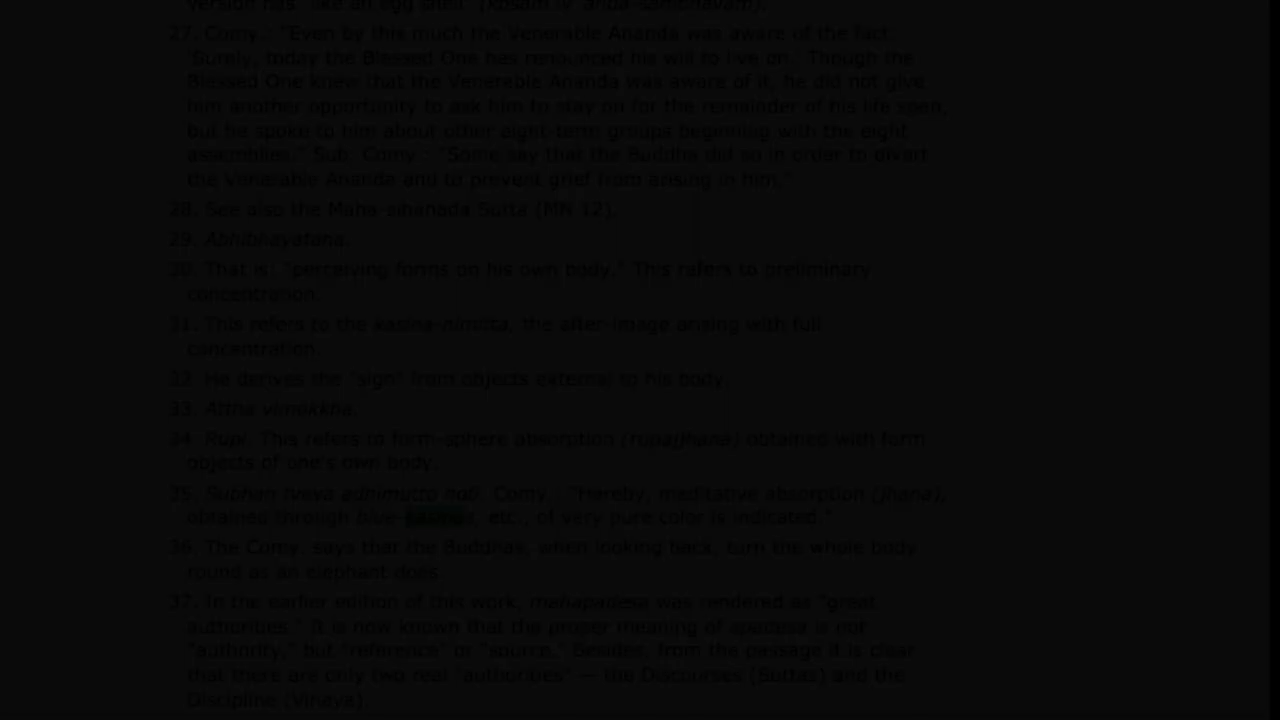 version has "like an egg shell" (kosam iv' anda-sambhavam).
27. Comy.: "Even by this much the Venerable Ananda was aware of the fact:
'Surely, today the Blessed One has renounced his will to live on.' Though the
Blessed One knew that the Venerable Ananda was aware of it, he did not give
him another opportunity to ask him to stay on for the remainder of his life span,
but he spoke to him about other eight-term groups beginning with the eight
assemblies." Sub. Comy.: "Some say that the Buddha did so in order to divert
the Venerable Ananda and to prevent grief from arising in him."
28. See also the Maha-sihanada Sutta (MN 12).
29. Abhibhayatana.
30. That is: "perceiving forms on his own body." This refers to preliminary
concentration.
31. This refers to the kasina-nimitta, the after-image arising with full
concentration.
32. He derives the "sign" from objects external to his body.
33. Attha vimokkha.
34. Rupi. This refers to form-sphere absorption (rupajjhana) obtained with form
objects of one's own body.
35. Subhan t'veva adhimutto hoti. Comy.: "Hereby, meditative absorption (jhana),
obtained through blue-kasinas, etc., of very pure color is indicated."
36. The Comy. says that the Buddhas, when looking back, turn the whole body
round as an elephant does.
37. In the earlier edition of this work, mahapadesa was rendered as "great
authorities." It is now known that the proper meaning of apadesa is not
"authority," but "reference" or "source." Besides, from the passage it is clear
that there are only two real "authorities" — the Discourses (Suttas) and the
Discipline (Vinaya).